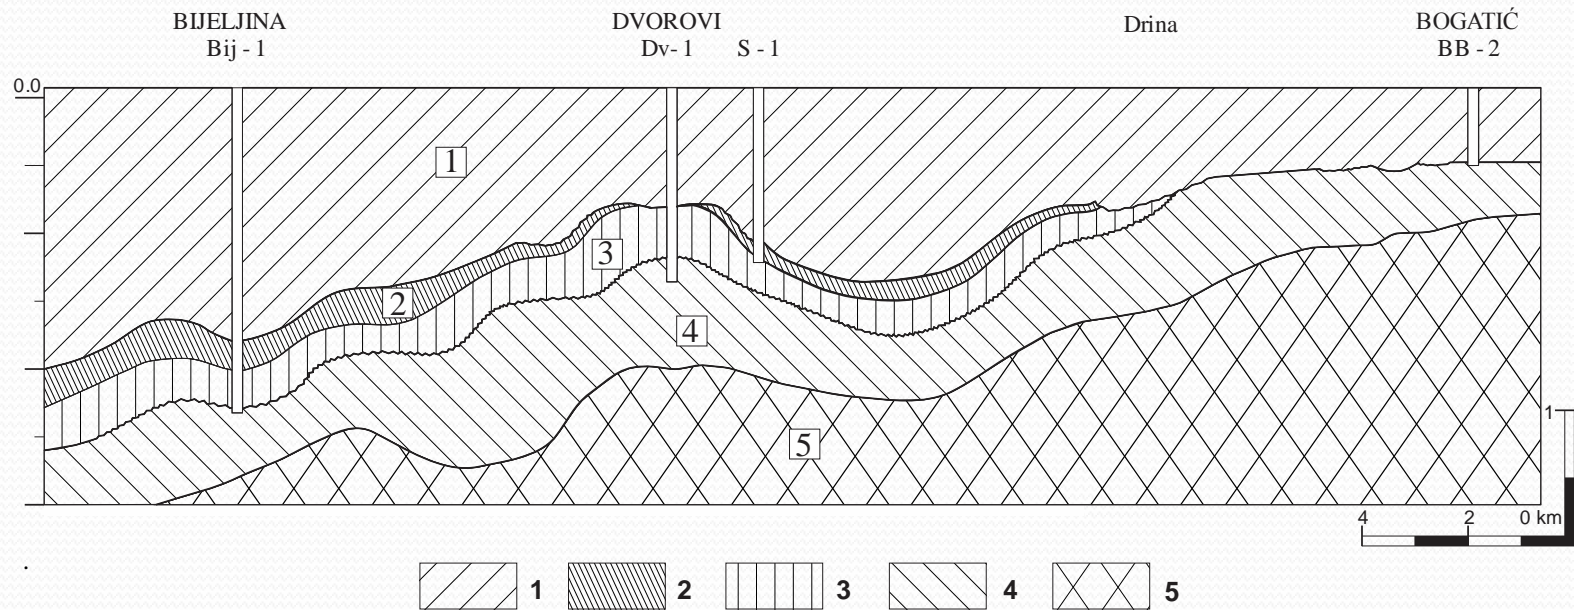 BIJELJINA DVOROVI Drina BOGATIĆ
Bij - 1 Dv- 1 S - 1 BB - 2
0.0
1
2
3
4
5
1
4 2 0 km
.
1 2 3 4 5